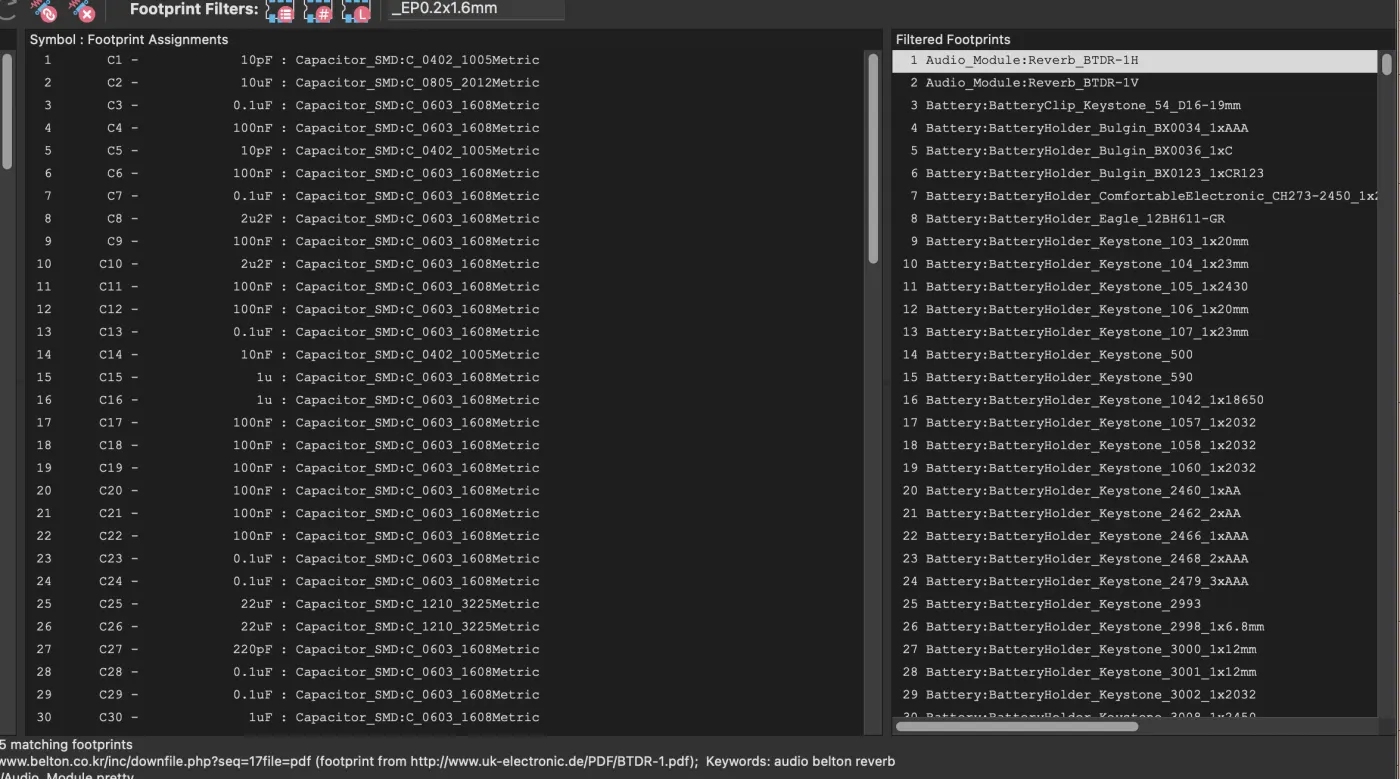 Footprint Filters:
_EP0.2x1.6mm
Symbol : Footprint Assignments
1 C1 - 10pF : Capacitor_SMD:C_0402_1005Metric
2 C2 - 10uF : Capacitor_SMD:C_0805_2012Metric
3 C3 - 0.1uF : Capacitor_SMD:C_0603_1608Metric
4 C4 - 100nF : Capacitor_SMD:C_0603_1608Metric
5 C5 - 10pF : Capacitor_SMD:C_0402_1005Metric
6 C6 - 100nF : Capacitor_SMD:C_0603_1608Metric
7 C7 - 0.1uF : Capacitor_SMD:C_0603_1608Metric
8 C8 - 2u2F : Capacitor_SMD:C_0603_1608Metric
9 C9 - 100nF : Capacitor_SMD:C_0603_1608Metric
10 C10 - 2u2F : Capacitor_SMD:C_0603_1608Metric
11 C11 - 100nF : Capacitor_SMD:C_0603_1608Metric
12 C12 - 100nF : Capacitor_SMD:C_0603_1608Metric
13 C13 - 0.1uF : Capacitor_SMD:C_0603_1608Metric
14 C14 - 10nF : Capacitor_SMD:C_0402_1005Metric
15 C15 - 1u : Capacitor_SMD:C_0603_1608Metric
16 C16 - 1u : Capacitor_SMD:C_0603_1608Metric
17 C17 - 100nF : Capacitor_SMD:C_0603_1608Metric
18 C18 - 100nF : Capacitor_SMD:C_0603_1608Metric
19 C19 - 100nF : Capacitor_SMD:C_0603_1608Metric
20 C20 - 100nF : Capacitor_SMD:C_0603_1608Metric
21 C21 - 100nF : Capacitor_SMD:C_0603_1608Metric
22 C22 - 100nF : Capacitor_SMD:C_0603_1608Metric
23 C23 - 0.1uF : Capacitor_SMD:C_0603_1608Metric
24 C24 - 0.1uF : Capacitor_SMD:C_0603_1608Metric
25 C25 - 22uF : Capacitor_SMD:C_1210_3225Metric
26 C26 - 22uF : Capacitor_SMD:C_1210_3225Metric
27 C27 - 220pF : Capacitor_SMD:C_0603_1608Metric
28 C28 - 0.1uF : Capacitor_SMD:C_0603_1608Metric
29 C29 - 0.1uF : Capacitor_SMD:C_0603_1608Metric
30 C30 - 1uF : Capacitor_SMD:C_0603_1608Metric
Filtered Footprints
1 Audio_Module:Reverb_BTDR-1H
2 Audio_Module:Reverb_BTDR-1V
3 Battery:BatteryClip_Keystone_54_D16-19mm
4 Battery:BatteryHolder_Bulgin_BX0034_1xAAA
5 Battery:BatteryHolder_Bulgin_BX0036_1xC
6 Battery:BatteryHolder_Bulgin_BX0123_1xCR123
7 Battery:BatteryHolder_ComfortableElectronic_CH273-2450_1x2
8 Battery:BatteryHolder_Eagle_12BH611-GR
9 Battery:BatteryHolder_Keystone_103_1x20mm
10 Battery:BatteryHolder_Keystone_104_1x23mm
11 Battery:BatteryHolder_Keystone_105_1x2430
12 Battery:BatteryHolder_Keystone_106_1x20mm
13 Battery:BatteryHolder_Keystone_107_1x23mm
14 Battery:BatteryHolder_Keystone_500
15 Battery:BatteryHolder_Keystone_590
16 Battery:BatteryHolder_Keystone_1042_1x18650
17 Battery:BatteryHolder_Keystone_1057_1x2032
18 Battery:BatteryHolder_Keystone_1058_1x2032
19 Battery:BatteryHolder_Keystone_1060_1x2032
20 Battery:BatteryHolder_Keystone_2460_1xAA
21 Battery:BatteryHolder_Keystone_2462_2xAA
22 Battery:BatteryHolder_Keystone_2466_1xAAA
23 Battery:BatteryHolder_Keystone_2468_2xAAA
24 Battery:BatteryHolder_Keystone_2479_3xAAA
25 Battery:BatteryHolder_Keystone_2993
26 Battery:BatteryHolder_Keystone_2998_1x6.8mm
27 Battery:BatteryHolder_Keystone_3000_1x12mm
28 Battery:BatteryHolder_Keystone_3001_1x12mm
29 Battery:BatteryHolder_Keystone_3002_1x2032
30 Battery:BatteryHolder_Keystone_3008_1x2450
5 matching footprints
www.belton.co.kr/inc/downfile.php?seq=17file=pdf (footprint from http://www.uk-electronic.de/PDF/BTDR-1.pdf); Keywords: audio belton reverb
/Audio_Module.pretty